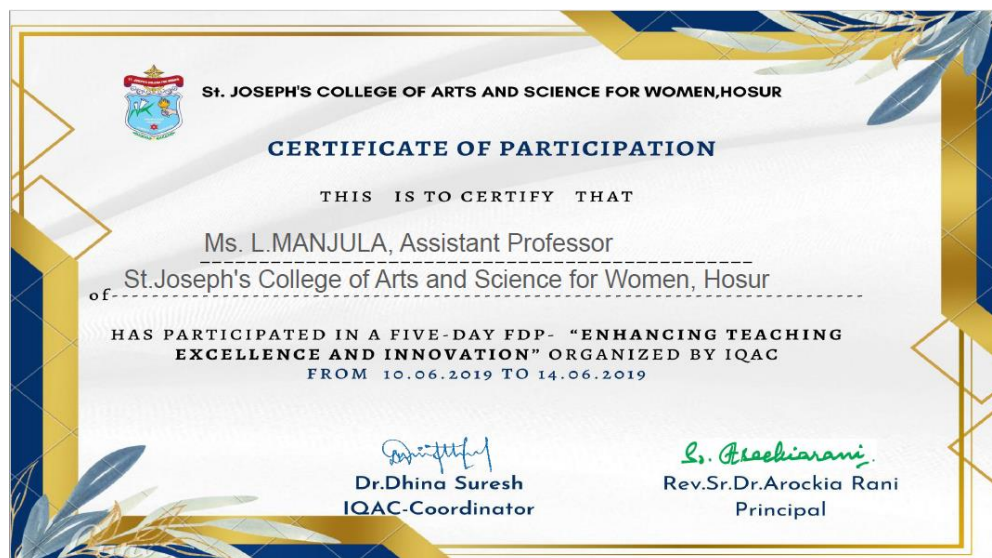 St. JOSEPH'S COLLEGE OF ARTS AND SCIENCE FOR WOMEN,HOSUR
CERTIFICATE OF PARTICIPATION
THIS IS TO CERTIFY THAT
Ms. L.MANJULA, Assistant Professor
of St.Joseph's College of Arts and Science for Women, Hosur
HAS PARTICIPATED IN A FIVE-DAY FDP- “ENHANCING TEACHING
EXCELLENCE AND INNOVATION” ORGANIZED BY IQAC
FROM 10.06.2019 TO 14.06.2019
Dr.Dhina Suresh
IQAC-Coordinator
S. Arockiarani.
Rev.Sr.Dr.Arockia Rani
Principal